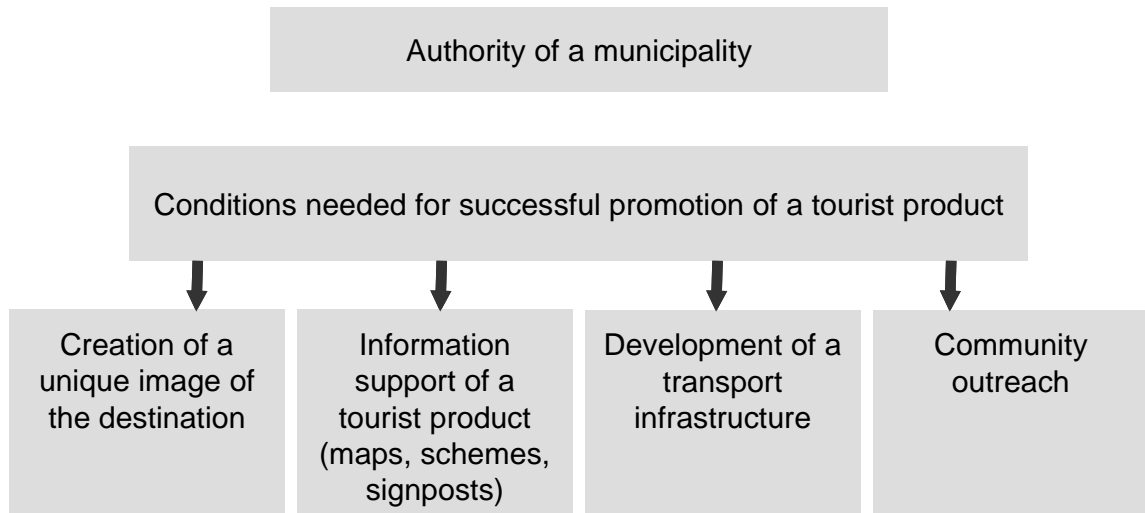 Authority of a municipality
Conditions needed for successful promotion of a tourist product
Creation of a
unique image of
the destination
Information
support of a
tourist product
(maps, schemes,
signposts)
Development of a
transport
infrastructure
Community
outreach